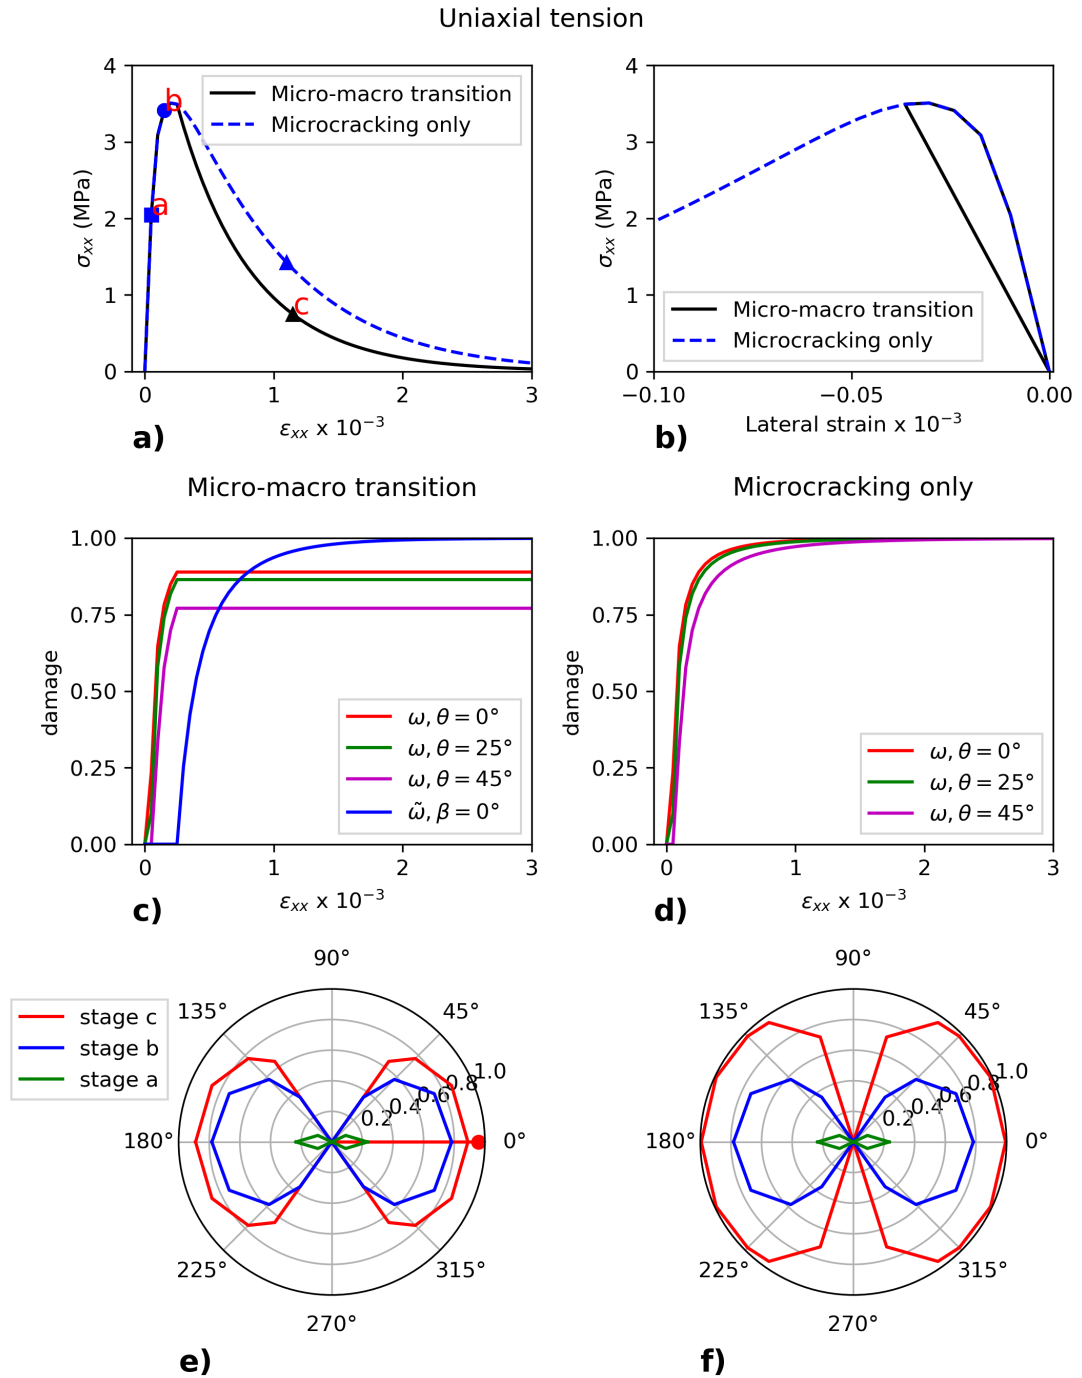 Uniaxial tension
4
3
2
1
0
σxx (MPa)
b
a
c
Micro-macro transition
Microcracking only
0 1 2 3
εxx x 10⁻³
a)
4
3
2
1
0
σxx (MPa)
Micro-macro transition
Microcracking only
−0.10 −0.05 0.00
Lateral strain x 10⁻³
b)
Micro-macro transition
1.00
0.75
0.50
0.25
0.00
damage
ω, θ = 0°
ω, θ = 25°
ω, θ = 45°
ω̃, β = 0°
0 1 2 3
εxx x 10⁻³
c)
Microcracking only
1.00
0.75
0.50
0.25
0.00
damage
ω, θ = 0°
ω, θ = 25°
ω, θ = 45°
0 1 2 3
εxx x 10⁻³
d)
stage c
stage b
stage a
90°
135° 45°
180° 0°
225° 315°
270°
0.2 0.4 0.6 0.8 1.0
e)
90°
135° 45°
180° 0°
225° 315°
270°
0.2 0.4 0.6 0.8 1.0
f)